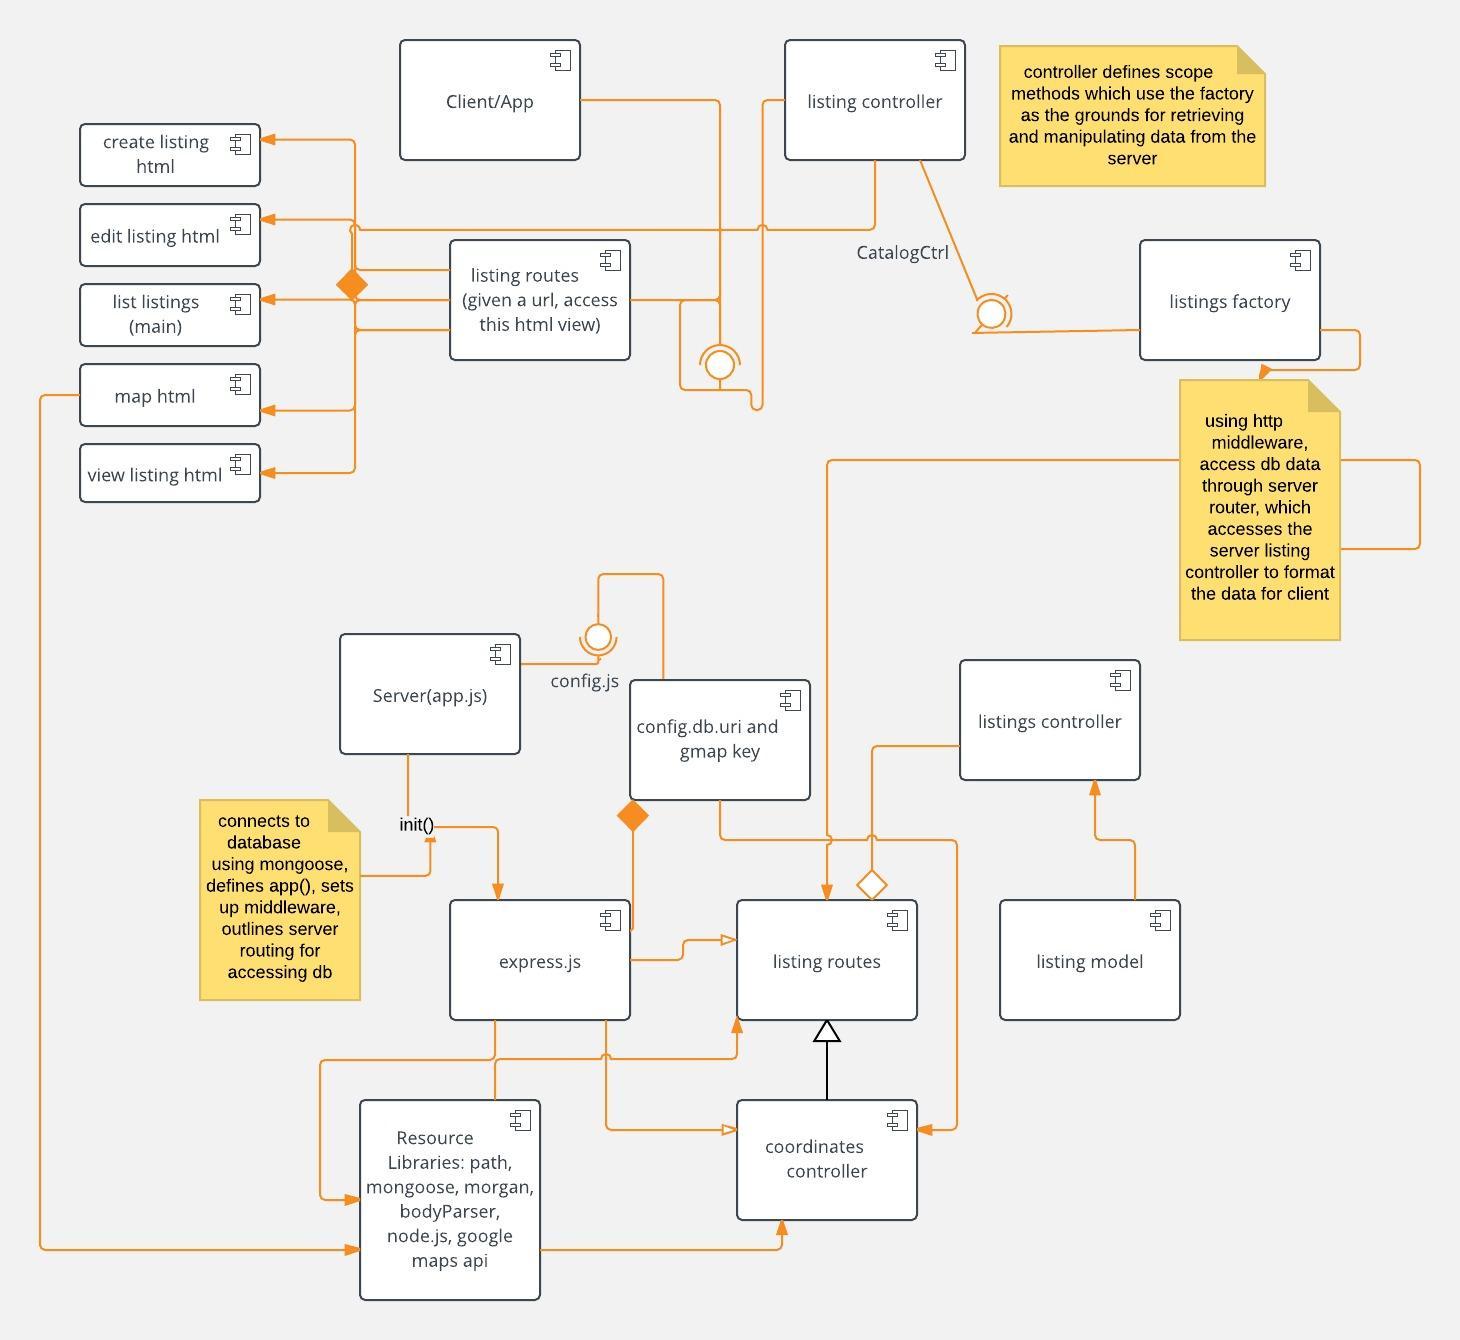 Client/App
listing controller
controller defines scope
methods which use the factory
as the grounds for retrieving
and manipulating data from the
server
create listing
html
edit listing html
list listings
(main)
map html
view listing html
listing routes
(given a url, access
this html view)
CatalogCtrl
listings factory
using http
middleware,
access db data
through server
router, which
accesses the
server listing
controller to format
the data for client
Server(app.js)
config.js
config.db.uri and
gmap key
listings controller
init()
connects to
database
using mongoose,
defines app(), sets
up middleware,
outlines server
routing for
accessing db
express.js
listing routes
listing model
Resource
Libraries: path,
mongoose, morgan,
bodyParser,
node.js, google
maps api
coordinates
controller